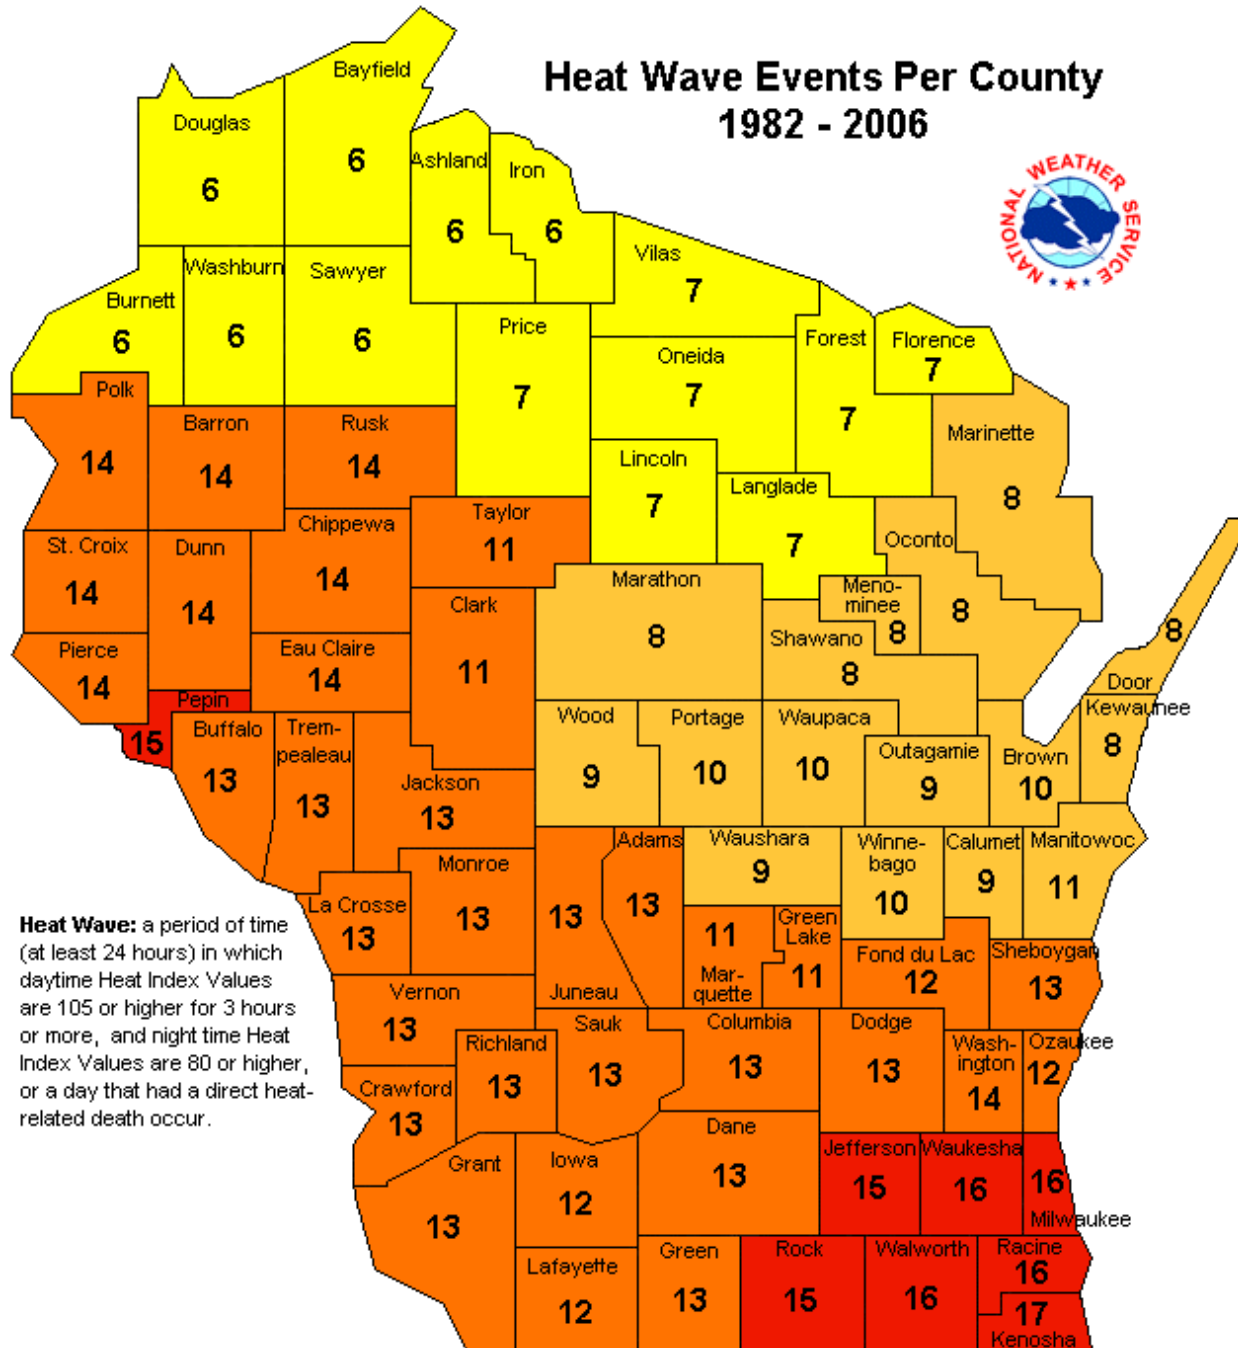 Heat Wave Events Per County
1982 - 2006
NATIONAL WEATHER SERVICE
Bayfield
6
Douglas
6
Ashland
6
Iron
6
Vilas
7
Burnett
6
Washburn
6
Sawyer
6
Price
7
Oneida
7
Forest
7
Florence
7
Polk
14
Barron
14
Rusk
14
Lincoln
7
Langlade
7
Marinette
8
St. Croix
14
Dunn
14
Chippewa
14
Taylor
11
Clark
11
Marathon
8
Oconto
8
Meno-
minee
8
Shawano
8
Door
8
Pierce
14
Pepin
15
Eau Claire
14
Buffalo
13
Trem-
pealeau
13
Jackson
13
Wood
9
Portage
10
Waupaca
10
Outagamie
9
Brown
10
Kewaunee
8
La Crosse
13
Monroe
13
Juneau
13
Adams
13
Waushara
9
Winne-
bago
10
Calumet
9
Manitowoc
11
Heat Wave: a period of time
(at least 24 hours) in which
daytime Heat Index Values
are 105 or higher for 3 hours
or more, and night time Heat
Index Values are 80 or higher,
or a day that had a direct heat-
related death occur.
Vernon
13
11
Mar-
quette
Green
Lake
11
Fond du Lac
12
Sheboygan
13
Crawford
13
Richland
13
Sauk
13
Columbia
13
Dodge
13
Wash-
ington
14
Ozaukee
12
Grant
13
Iowa
12
Dane
13
Jefferson
15
Waukesha
16
16
Milwaukee
Lafayette
12
Green
13
Rock
15
Walworth
16
Racine
16
17
Kenosha